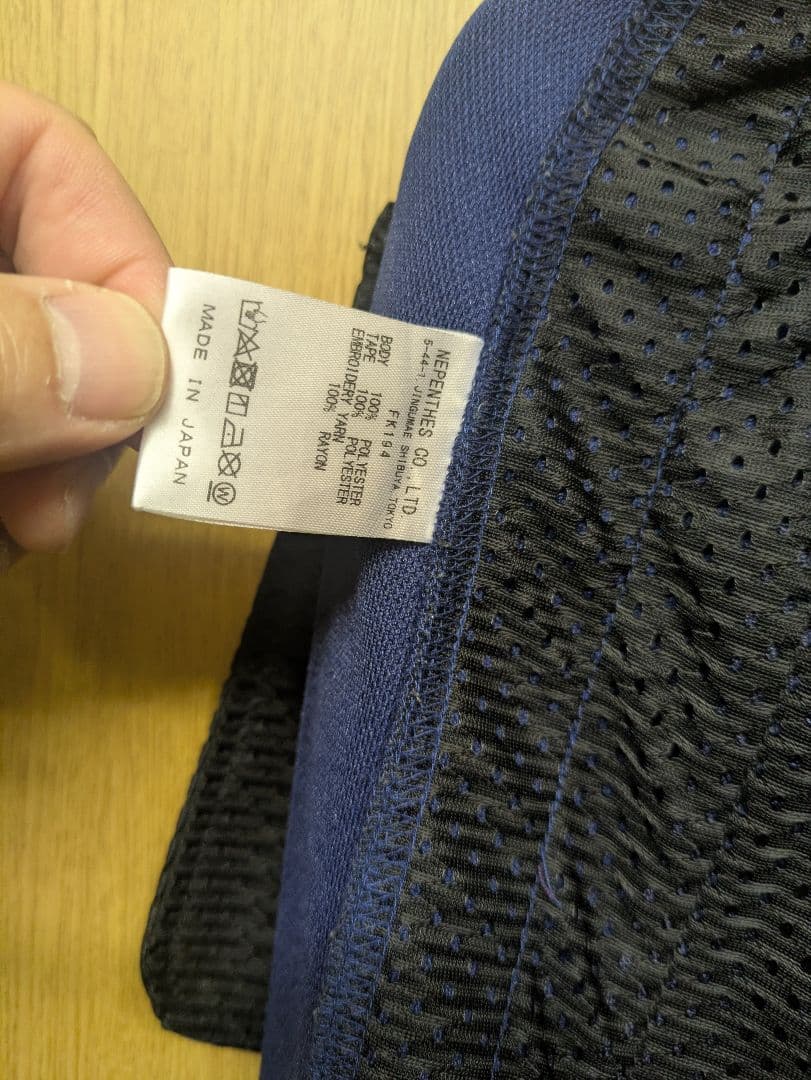 NEPENTHES CO.,LTD
5-44-1 JINGUMAE SHIBUYA TOKYO
FK194
BODY 100% POLYESTER
TAPE 100% POLYESTER
EMBROIDERY YARN
100% RAYON
W
MADE IN JAPAN